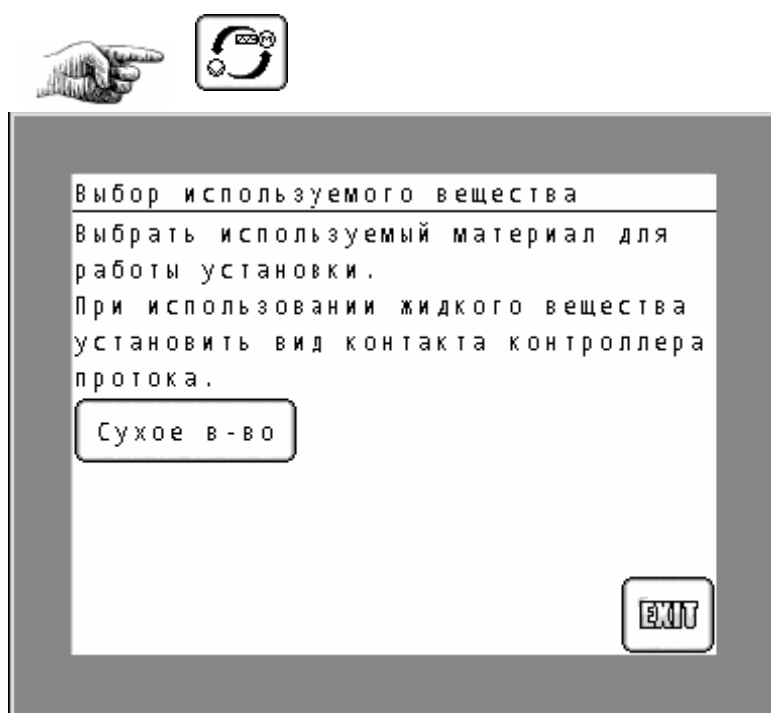 Выбор используемого вещества
Выбрать используемый материал для
работы установки.
При использовании жидкого вещества
установить вид контакта контроллера
протока.
Сухое в-во
EXIT